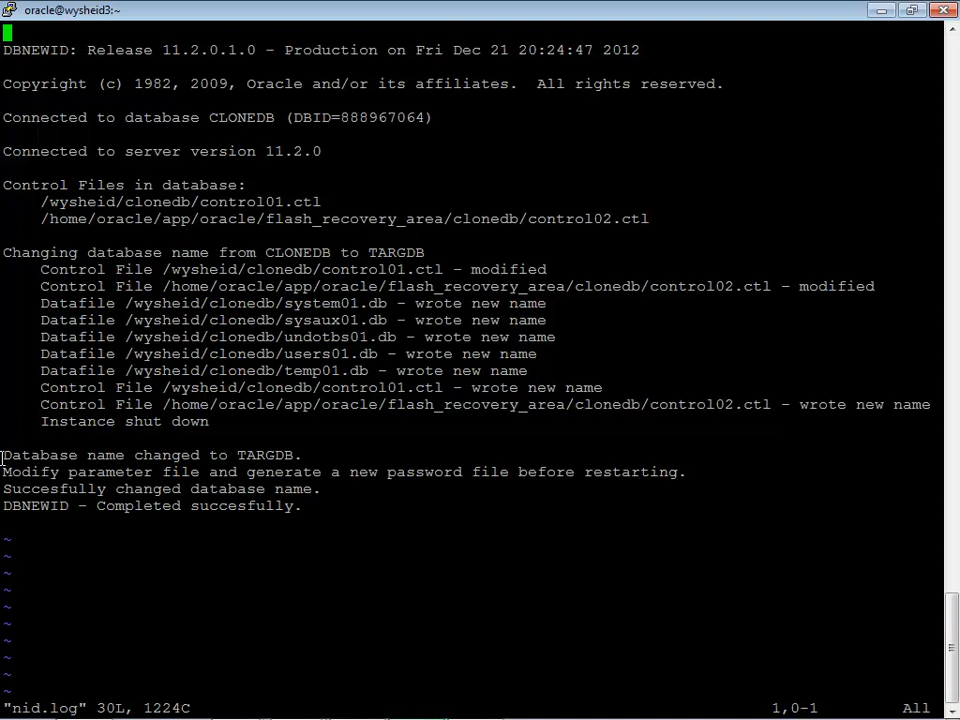 oracle@wysheid3:~
DBNEWID: Release 11.2.0.1.0 - Production on Fri Dec 21 20:24:47 2012
Copyright (c) 1982, 2009, Oracle and/or its affiliates.  All rights reserved.
Connected to database CLONEDB (DBID=888967064)
Connected to server version 11.2.0
Control Files in database:
    /wysheid/clonedb/control01.ctl
    /home/oracle/app/oracle/flash_recovery_area/clonedb/control02.ctl
Changing database name from CLONEDB to TARGDB
    Control File /wysheid/clonedb/control01.ctl - modified
    Control File /home/oracle/app/oracle/flash_recovery_area/clonedb/control02.ctl - modified
    Datafile /wysheid/clonedb/system01.db - wrote new name
    Datafile /wysheid/clonedb/sysaux01.db - wrote new name
    Datafile /wysheid/clonedb/undotbs01.db - wrote new name
    Datafile /wysheid/clonedb/users01.db - wrote new name
    Datafile /wysheid/clonedb/temp01.db - wrote new name
    Control File /wysheid/clonedb/control01.ctl - wrote new name
    Control File /home/oracle/app/oracle/flash_recovery_area/clonedb/control02.ctl - wrote new name
    Instance shut down
Database name changed to TARGDB.
Modify parameter file and generate a new password file before restarting.
Succesfully changed database name.
DBNEWID - Completed succesfully.
~
~
~
~
~
~
~
~
~
~
"nid.log" 30L, 1224C 1,0-1 All